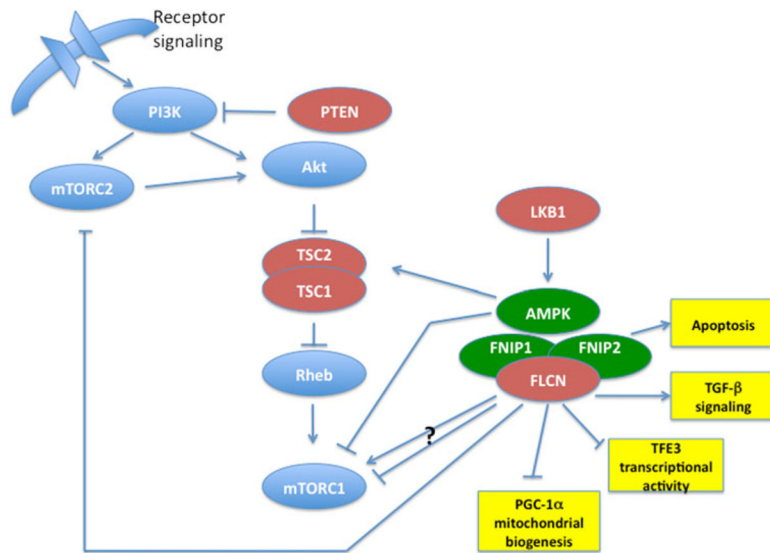 Receptor
signaling
PI3K
PTEN
Akt
mTORC2
LKB1
TSC2
TSC1
AMPK
Apoptosis
FNIP1
FNIP2
Rheb
FLCN
TGF-β
signaling
?
TFE3
transcriptional
activity
mTORC1
PGC-1α
mitochondrial
biogenesis